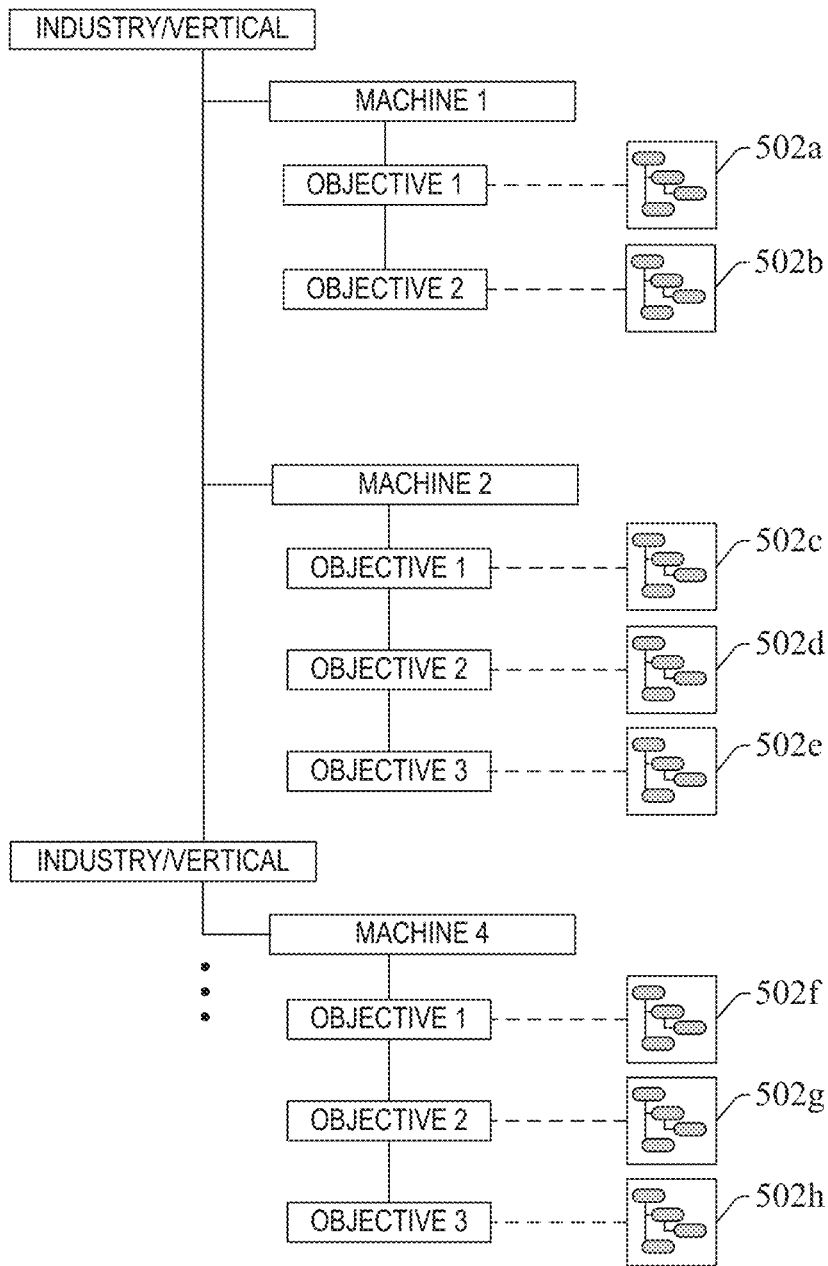 INDUSTRY/VERTICAL
MACHINE 1
OBJECTIVE 1
502a
OBJECTIVE 2
502b
MACHINE 2
OBJECTIVE 1
502c
OBJECTIVE 2
502d
OBJECTIVE 3
502e
INDUSTRY/VERTICAL
MACHINE 4
OBJECTIVE 1
502f
OBJECTIVE 2
502g
OBJECTIVE 3
502h